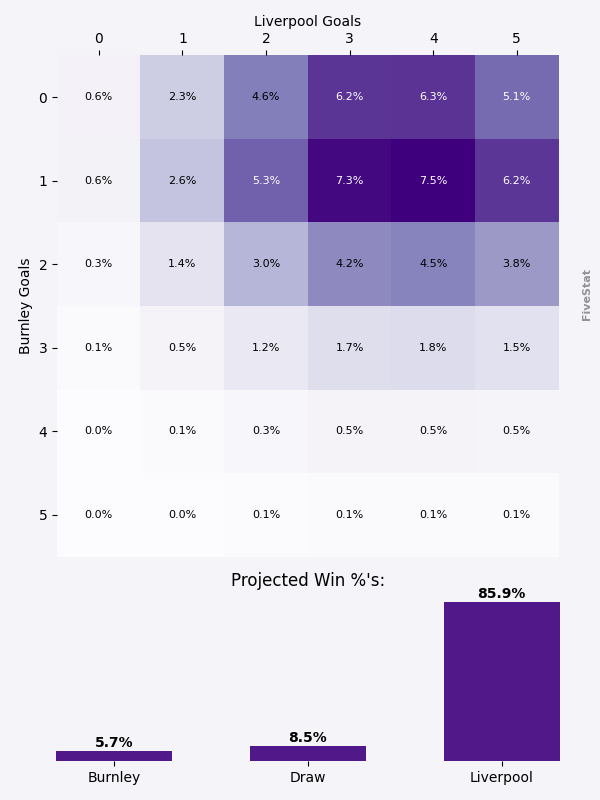 Liverpool Goals
0 1 2 3 4 5
0 0.6% 2.3% 4.6% 6.2% 6.3% 5.1%
1 0.6% 2.6% 5.3% 7.3% 7.5% 6.2%
2 0.3% 1.4% 3.0% 4.2% 4.5% 3.8%
3 0.1% 0.5% 1.2% 1.7% 1.8% 1.5%
4 0.0% 0.1% 0.3% 0.5% 0.5% 0.5%
5 0.0% 0.0% 0.1% 0.1% 0.1% 0.1%
Burnley Goals
FiveStat
Projected Win %'s:
5.7% 8.5% 85.9%
Burnley Draw Liverpool